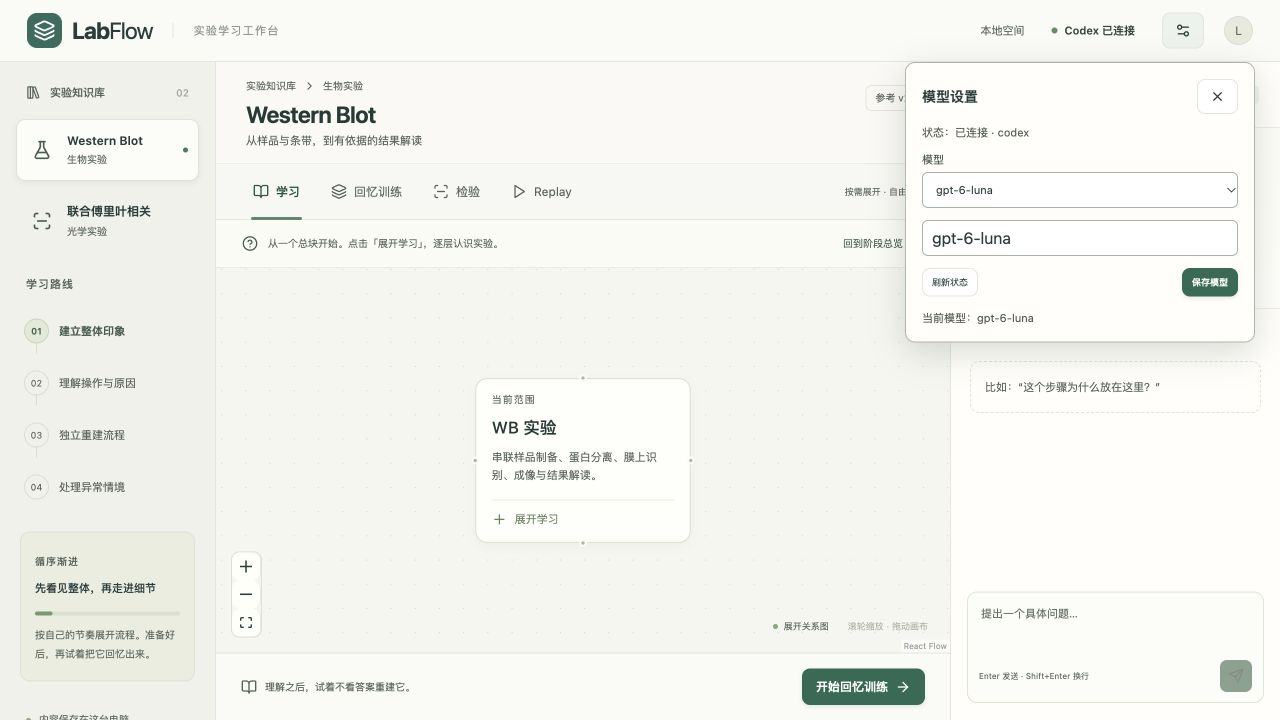 LabFlow
实验学习工作台
本地空间
Codex 已连接
L
实验知识库
02
Western Blot
生物实验
联合傅里叶相关
光学实验
学习路线
01
建立整体印象
02
理解操作与原因
03
独立重建流程
04
处理异常情境
循序渐进
先看见整体，再走进细节
按自己的节奏展开流程。准备好
后，再试着把它回忆出来。
实验知识库
生物实验
Western Blot
从样品与条带，到有依据的结果解读
参考 v
学习
回忆训练
检验
Replay
按需展开 · 自由
从一个总块开始。点击「展开学习」，逐层认识实验。
回到阶段总览
当前范围
WB 实验
串联样品制备、蛋白分离、膜上识
别、成像与结果解读。
展开学习
展开关系图
滚轮缩放 · 拖动画布
React Flow
理解之后，试着不看答案重建它。
开始回忆训练
模型设置
状态：已连接 · codex
模型
gpt-6-luna
gpt-6-luna
刷新状态
保存模型
当前模型：gpt-6-luna
比如：“这个步骤为什么放在这里？”
提出一个具体问题...
Enter 发送 · Shift+Enter 换行